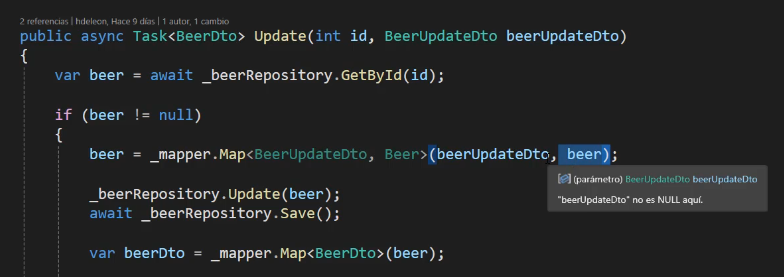 2 referencias | hdeleon, Hace 9 días | 1 autor, 1 cambio
public async Task<BeerDto> Update(int id, BeerUpdateDto beerUpdateDto)
{
var beer = await _beerRepository.GetById(id);
if (beer != null)
{
beer = _mapper.Map<BeerUpdateDto, Beer>(beerUpdateDto, beer);
(parámetro) BeerUpdateDto beerUpdateDto
"beerUpdateDto" no es NULL aquí.
_beerRepository.Update(beer);
await _beerRepository.Save();
var beerDto = _mapper.Map<BeerDto>(beer);